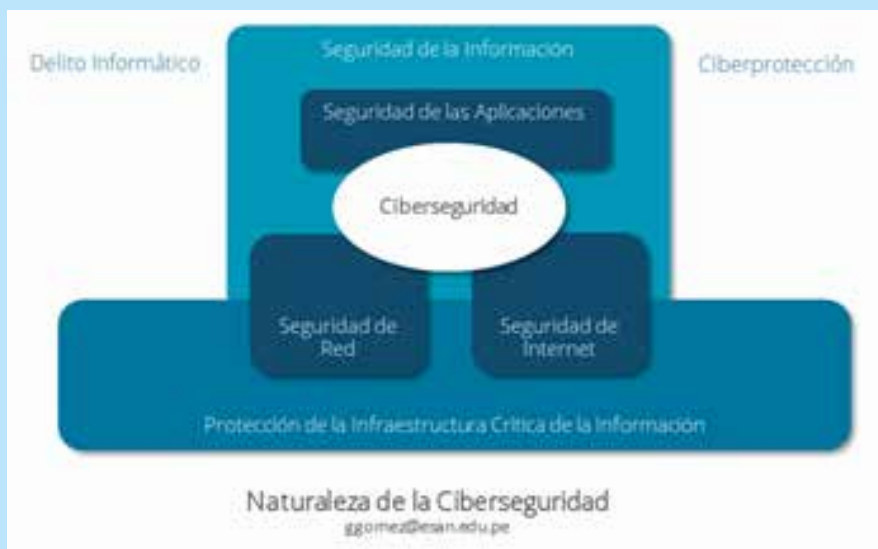 Seguridad de la Información
Delito Informático
Ciberprotección
Seguridad de las Aplicaciones
Ciberseguridad
Seguridad de
Red
Seguridad de
Internet
Protección de la Infraestructura Crítica de la Información
Naturaleza de la Ciberseguridad
ggomez@esan.edu.pe